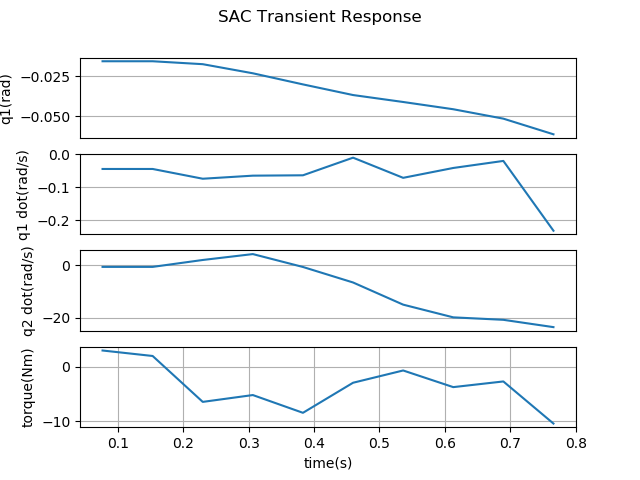 SAC Transient Response
q1(rad)
−0.025
−0.050
q1 dot(rad/s)
0.0
−0.1
−0.2
q2 dot(rad/s)
0
−20
torque(Nm)
0
−10
0.1 0.2 0.3 0.4 0.5 0.6 0.7 0.8
time(s)